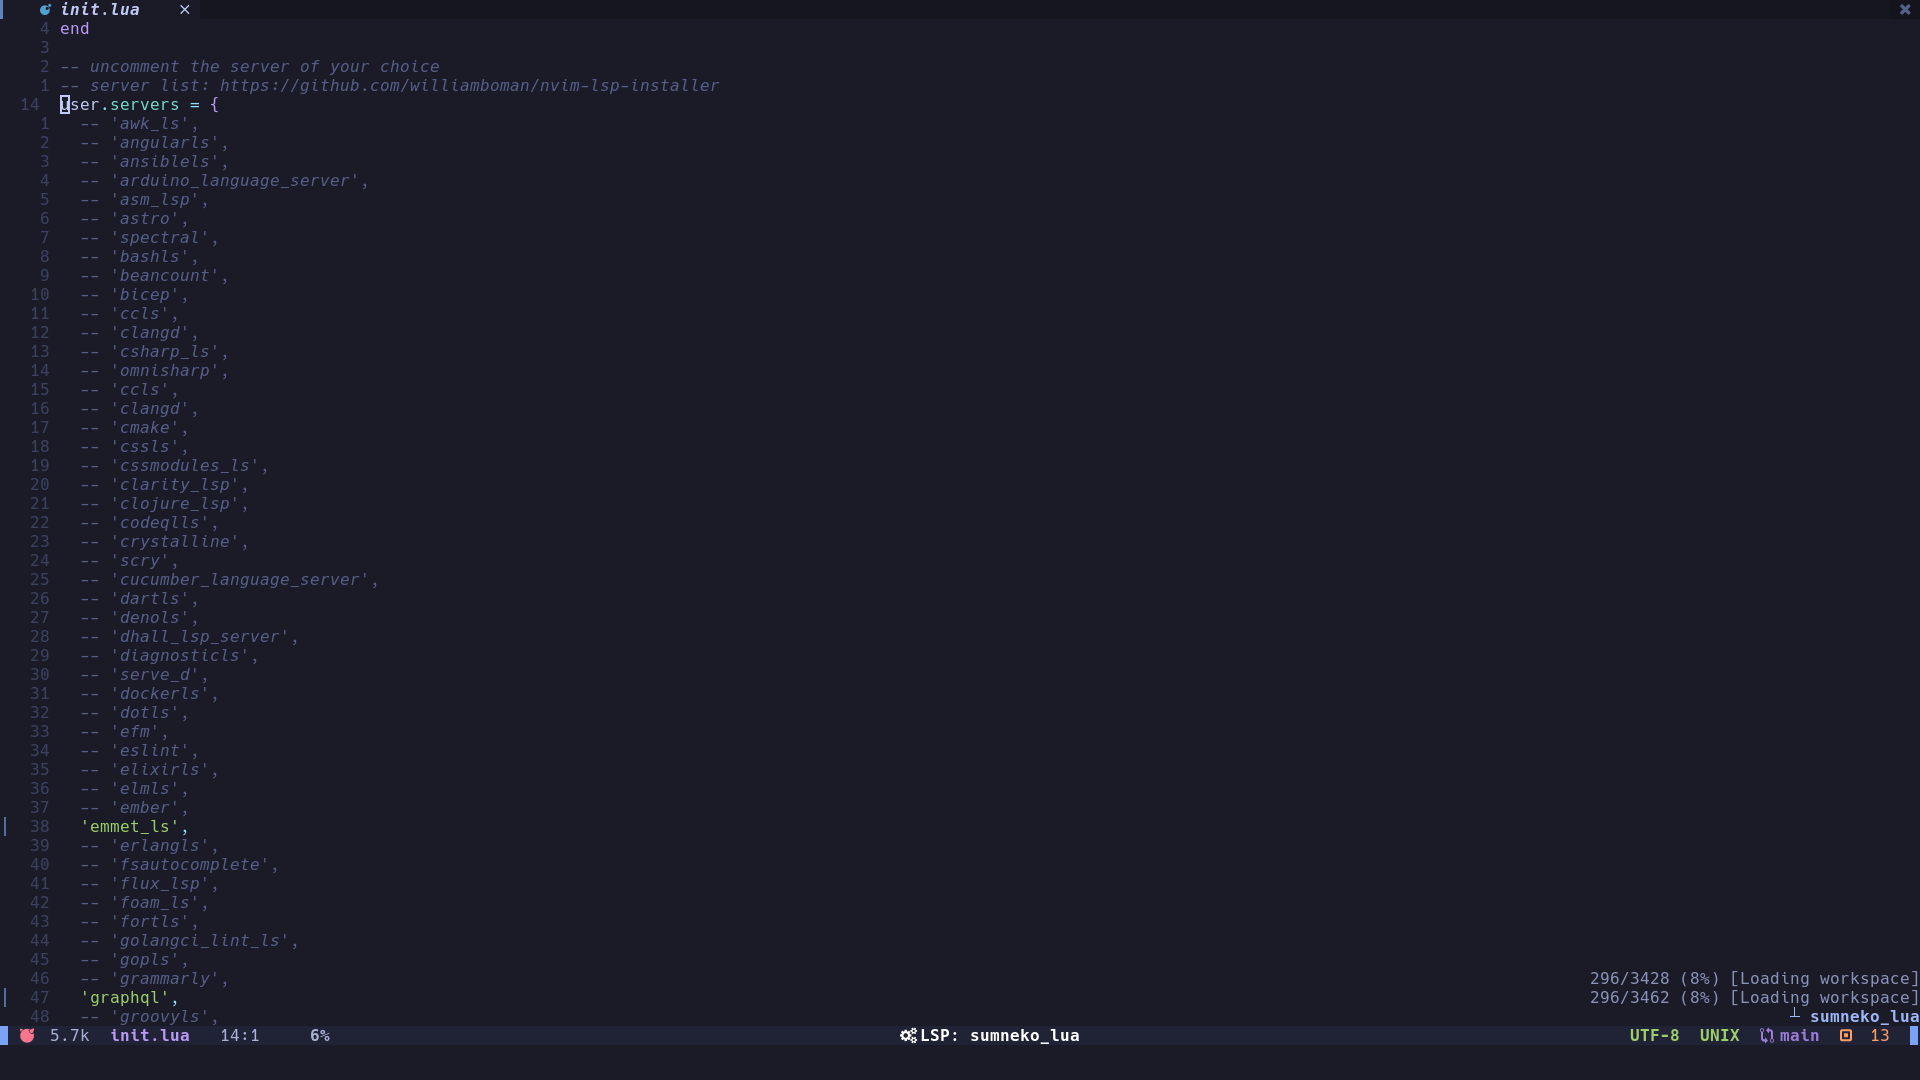 init.lua
4 end
3
2 -- uncomment the server of your choice
1 -- server list: https://github.com/williamboman/nvim-lsp-installer
14 user.servers = {
1 -- 'awk_ls',
2 -- 'angularls',
3 -- 'ansiblels',
4 -- 'arduino_language_server',
5 -- 'asm_lsp',
6 -- 'astro',
7 -- 'spectral',
8 -- 'bashls',
9 -- 'beancount',
10 -- 'bicep',
11 -- 'ccls',
12 -- 'clangd',
13 -- 'csharp_ls',
14 -- 'omnisharp',
15 -- 'ccls',
16 -- 'clangd',
17 -- 'cmake',
18 -- 'cssls',
19 -- 'cssmodules_ls',
20 -- 'clarity_lsp',
21 -- 'clojure_lsp',
22 -- 'codeqlls',
23 -- 'crystalline',
24 -- 'scry',
25 -- 'cucumber_language_server',
26 -- 'dartls',
27 -- 'denols',
28 -- 'dhall_lsp_server',
29 -- 'diagnosticls',
30 -- 'serve_d',
31 -- 'dockerls',
32 -- 'dotls',
33 -- 'efm',
34 -- 'eslint',
35 -- 'elixirls',
36 -- 'elmls',
37 -- 'ember',
38 'emmet_ls',
39 -- 'erlangls',
40 -- 'fsautocomplete',
41 -- 'flux_lsp',
42 -- 'foam_ls',
43 -- 'fortls',
44 -- 'golangci_lint_ls',
45 -- 'gopls',
46 -- 'grammarly', 296/3428 (8%) [Loading workspace]
47 'graphql', 296/3462 (8%) [Loading workspace]
48 -- 'groovyls', sumneko_lua
5.7k init.lua 14:1 6% LSP: sumneko_lua UTF-8 UNIX main 13